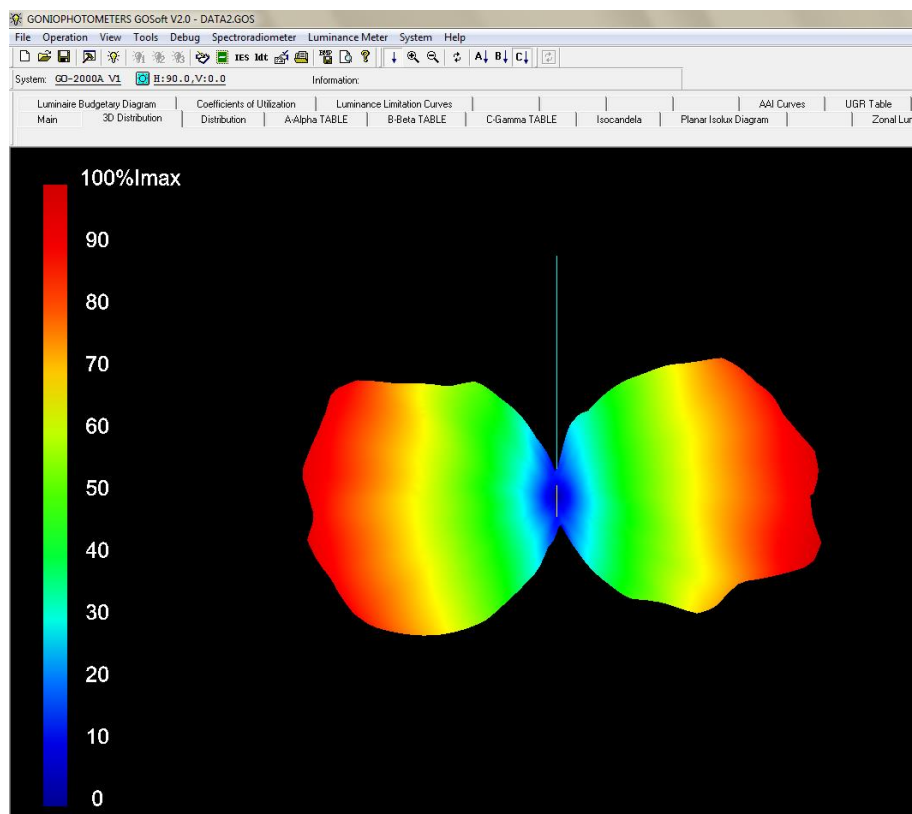 GONIOPHOTOMETERS GOSoft V2.0 - DATA2.GOS
File Operation View Tools Debug Spectroradiometer Luminance Meter System Help
IES ldt A B C
System: GO-2000A V1 H:90.0,V:0.0 Information:
Luminaire Budgetary Diagram Coefficients of Utilization Luminance Limitation Curves AAI Curves UGR Table
Main 3D Distribution Distribution A-Alpha TABLE B-Beta TABLE C-Gamma TABLE Isocandela Planar Isolux Diagram Zonal Lur
100%Imax
90
80
70
60
50
40
30
20
10
0